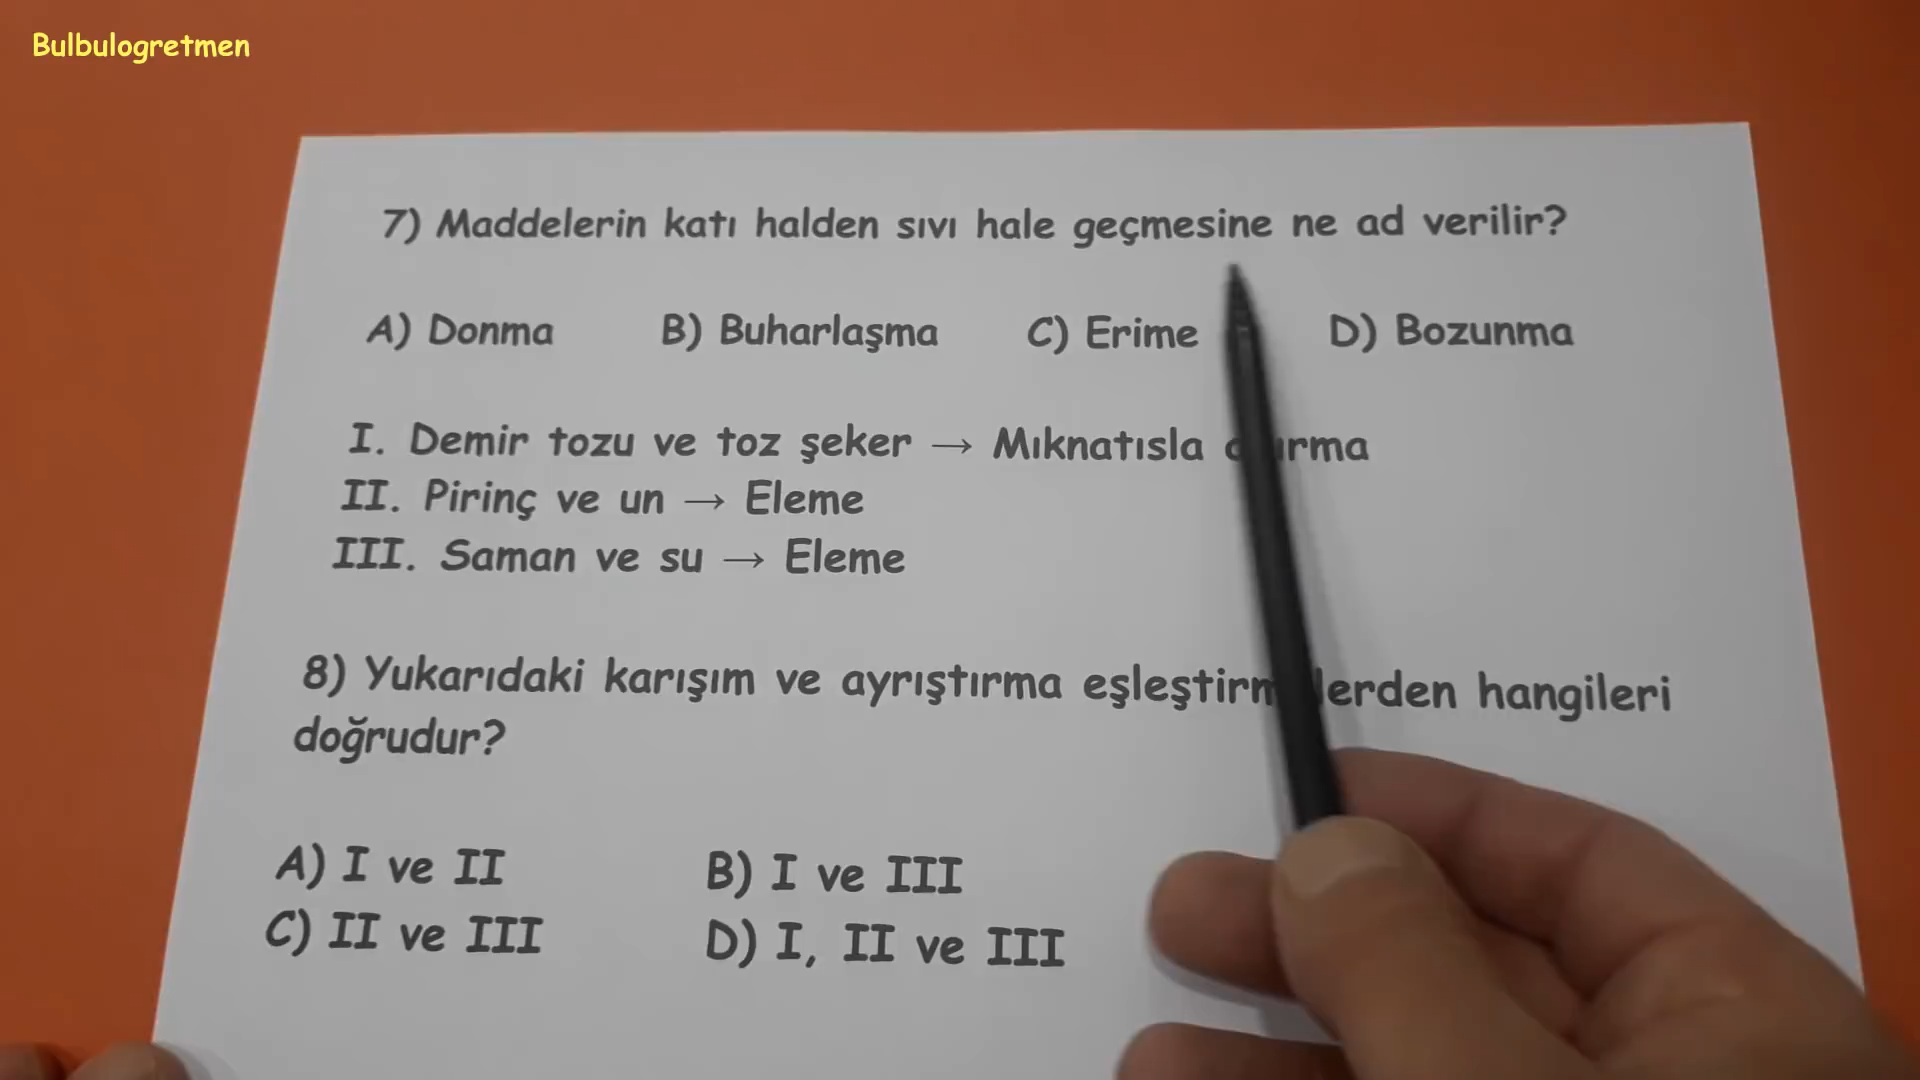 Bulbulogretmen
7) Maddelerin katı halden sıvı hale geçmesine ne ad verilir?
A) Donma B) Buharlaşma C) Erime D) Bozunma
I. Demir tozu ve toz şeker → Mıknatısla
II. Pirinç ve un → Eleme
III. Saman ve su → Eleme
8) Yukarıdaki karışım ve ayrıştırma hangileri
doğrudur?
A) I ve II B) I ve III
C) II ve III D) I, II ve III